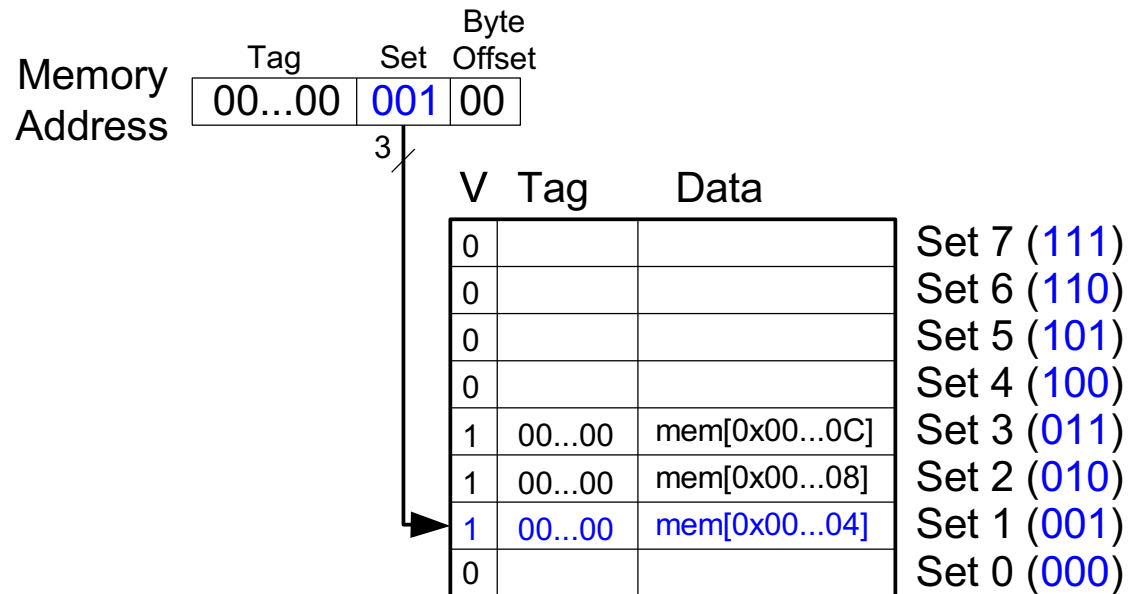 Byte
Tag Set Offset
Memory Address
00...00 001 00
3
V Tag Data
0 Set 7 (111)
0 Set 6 (110)
0 Set 5 (101)
0 Set 4 (100)
1 00...00 mem[0x00...0C] Set 3 (011)
1 00...00 mem[0x00...08] Set 2 (010)
1 00...00 mem[0x00...04] Set 1 (001)
0 Set 0 (000)